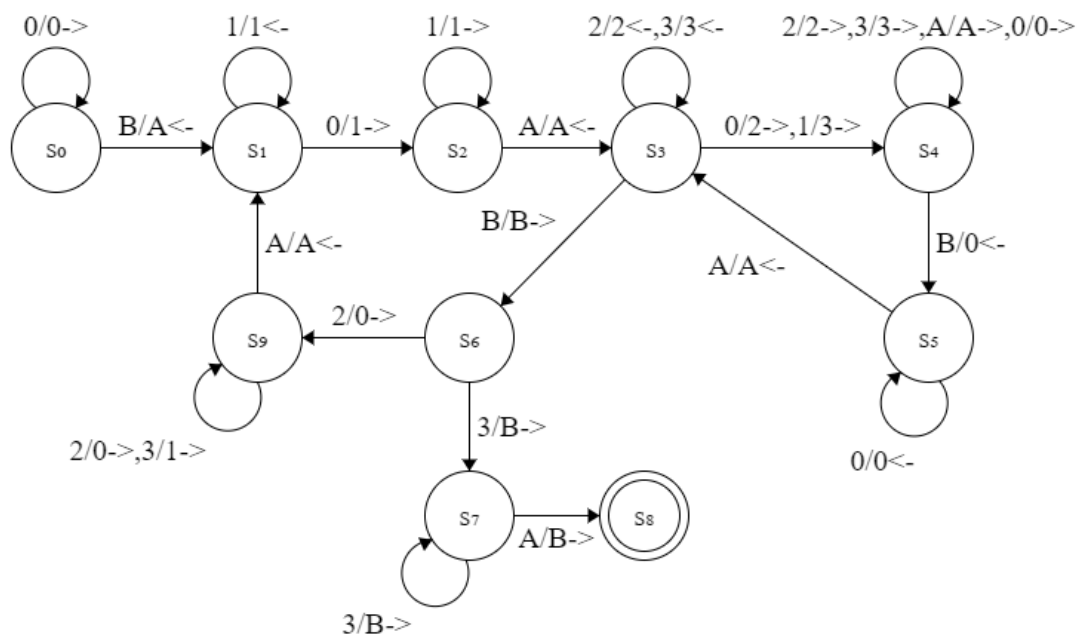 0/0->
1/1<-
1/1->
2/2<-,3/3<-
2/2->,3/3->,A/A->,0/0->
S0
B/A<-
S1
0/1->
S2
A/A<-
S3
0/2->,1/3->
S4
A/A<-
B/B->
A/A<-
B/0<-
S9
2/0->
S6
S5
2/0->,3/1->
3/B->
0/0<-
S7
A/B->
S8
3/B->